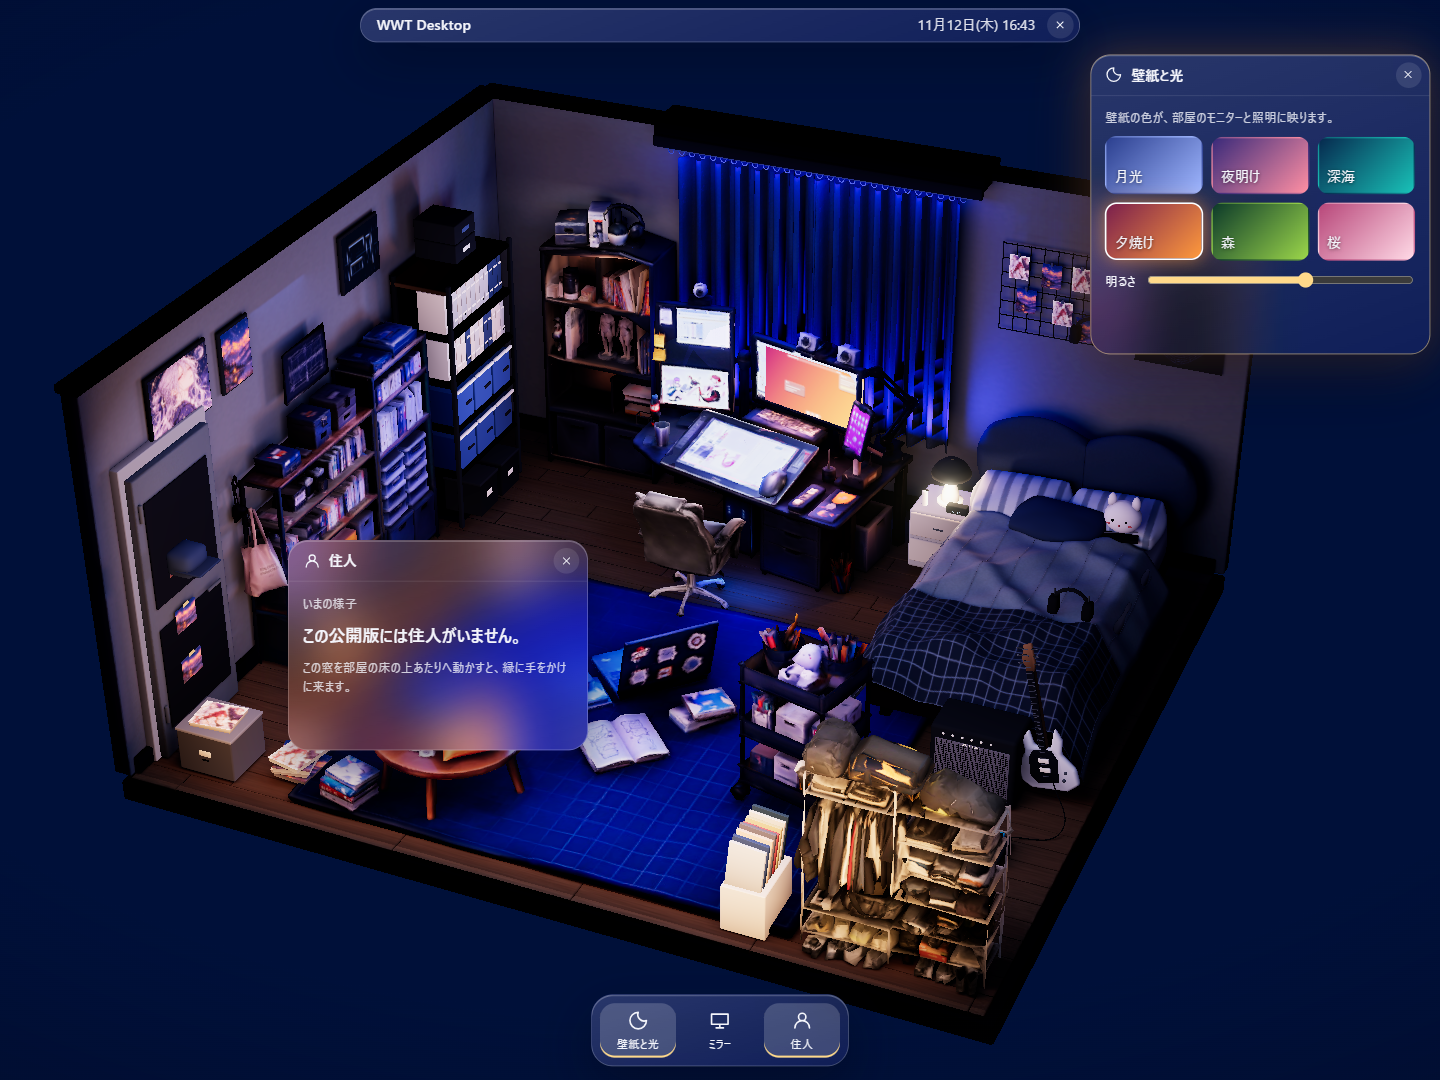 WWT Desktop
11月12日(木) 16:43
壁紙と光
壁紙の色が、部屋のモニターと照明に映ります。
月光
夜明け
深海
夕焼け
森
桜
明るさ
住人
いまの様子
この公開版には住人がいません。
この窓を部屋の床の上あたりへ動かすと、縁に手をかけ
に来ます。
壁紙と光
ミラー
住人